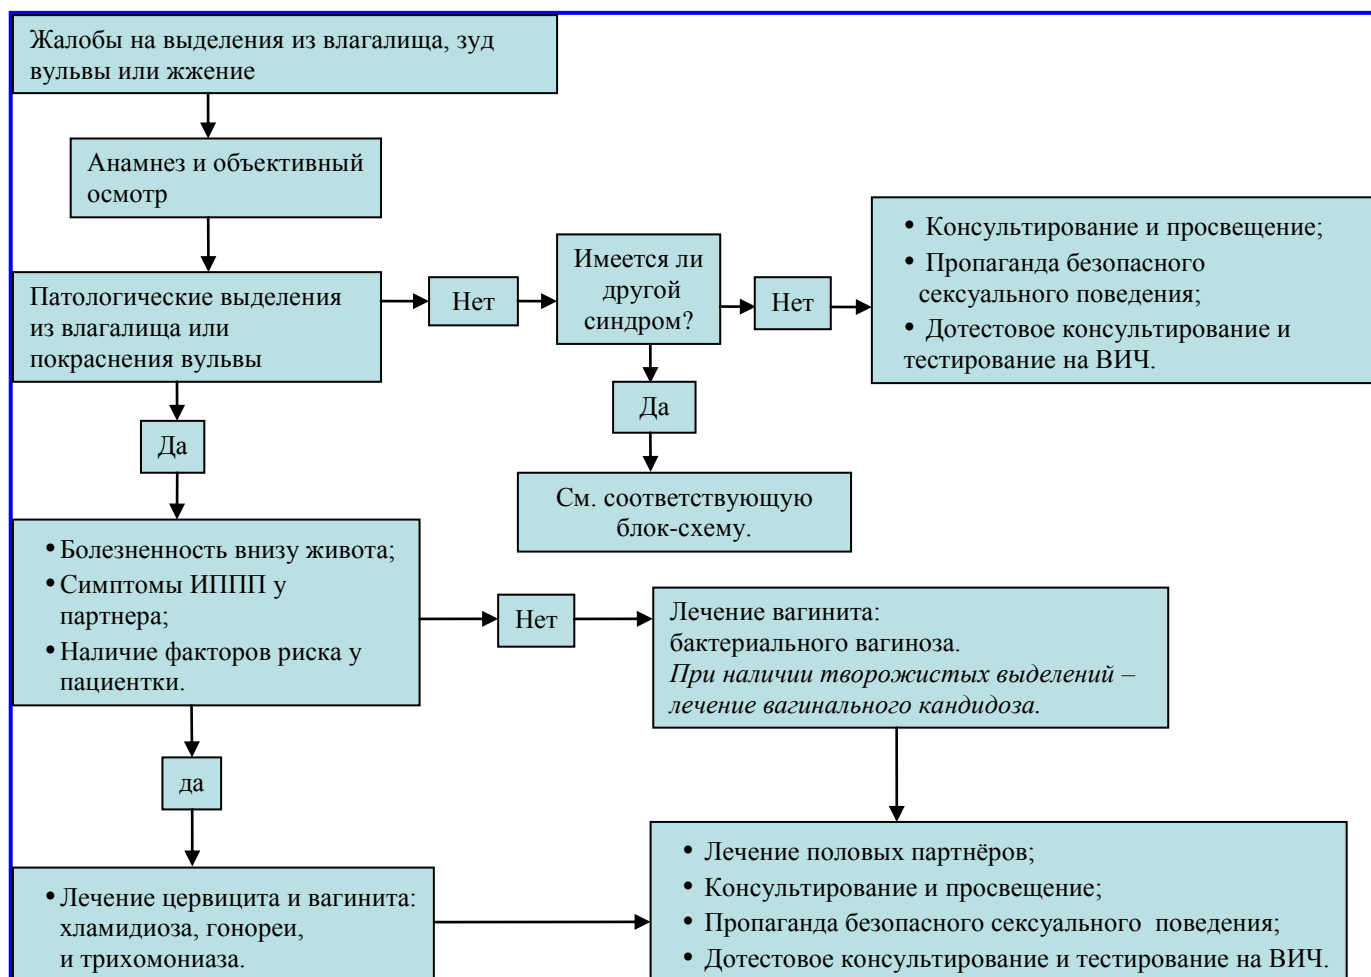 Жалобы на выделения из влагалища, зуд
вульвы или жжение
Анамнез и объективный
осмотр
Патологические выделения
из влагалища или
покраснения вульвы
Нет
Имеется ли
другой
синдром?
Нет
• Консультирование и просвещение;
• Пропаганда безопасного
сексуального поведения;
• Дотестовое консультирование и
тестирование на ВИЧ.
Да
Да
См. соответствующую
блок-схему.
• Болезненность внизу живота;
• Симптомы ИППП у
партнера;
• Наличие факторов риска у
пациентки.
Нет
Лечение вагинита:
бактериального вагиноза.
При наличии творожистых выделений –
лечение вагинального кандидоза.
да
• Лечение цервицита и вагинита:
хламидиоза, гонореи,
и трихомониаза.
• Лечение половых партнёров;
• Консультирование и просвещение;
• Пропаганда безопасного сексуального поведения;
• Дотестовое консультирование и тестирование на ВИЧ.